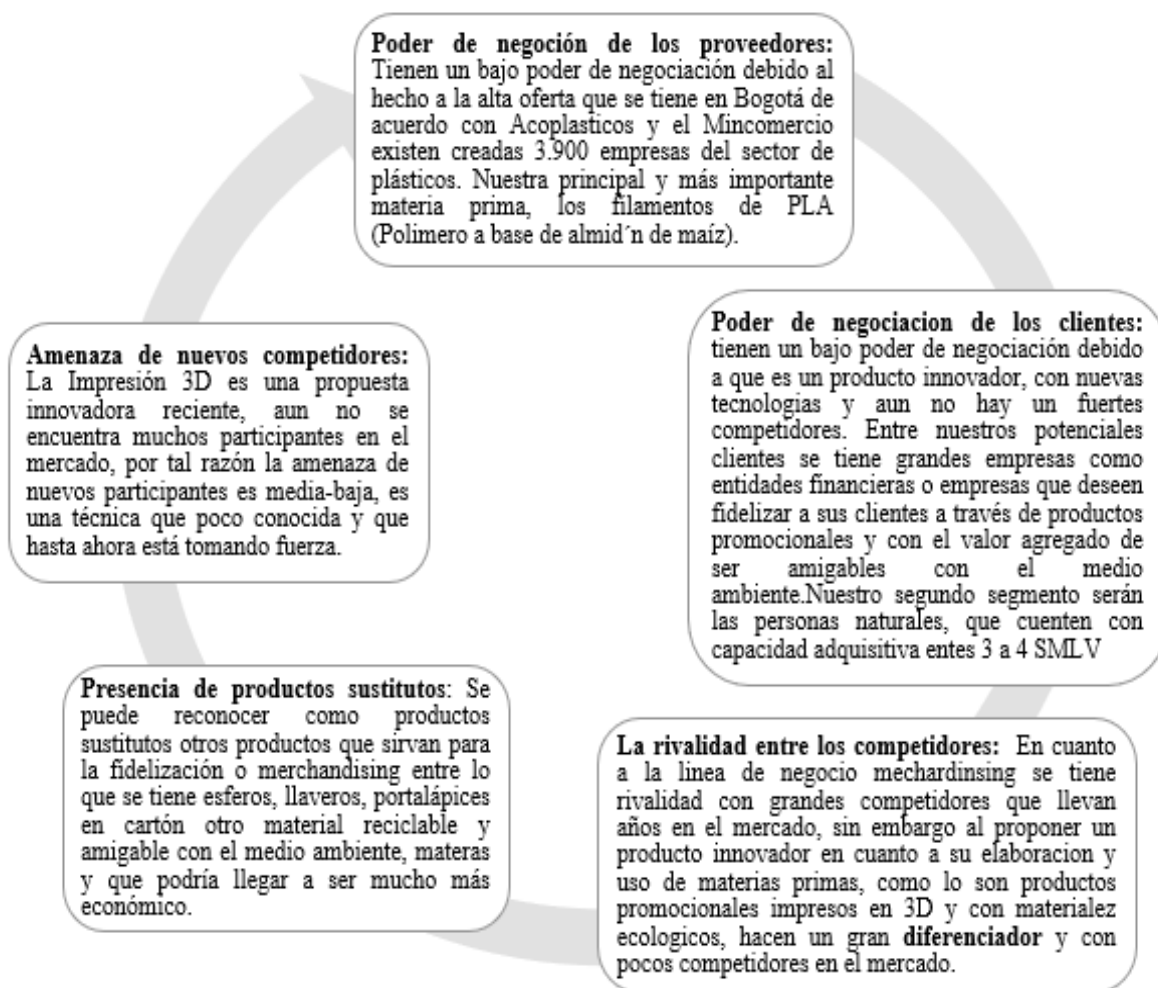 Poder de negoción de los proveedores:
Tienen un bajo poder de negociación debido al
hecho a la alta oferta que se tiene en Bogotá de
acuerdo con Acoplasticos y el Mincomercio
existen creadas 3.900 empresas del sector de
plásticos. Nuestra principal y más importante
materia prima, los filamentos de PLA
(Polimero a base de almid´n de maíz).
Poder de negociacion de los clientes:
tienen un bajo poder de negociación debido
a que es un producto innovador, con nuevas
tecnologias y aun no hay un fuertes
competidores. Entre nuestros potenciales
clientes se tiene grandes empresas como
entidades financieras o empresas que deseen
fidelizar a sus clientes a través de productos
promocionales y con el valor agregado de
ser amigables con el medio
ambiente.Nuestro segundo segmento serán
las personas naturales, que cuenten con
capacidad adquisitiva entes 3 a 4 SMLV
La rivalidad entre los competidores: En cuanto
a la linea de negocio mechardinsing se tiene
rivalidad con grandes competidores que llevan
años en el mercado, sin embargo al proponer un
producto innovador en cuanto a su elaboracion y
uso de materias primas, como lo son productos
promocionales impresos en 3D y con materialez
ecologicos, hacen un gran diferenciador y con
pocos competidores en el mercado.
Presencia de productos sustitutos: Se
puede reconocer como productos
sustitutos otros productos que sirvan para
la fidelización o merchandising entre lo
que se tiene esferos, llaveros, portalápices
en cartón otro material reciclable y
amigable con el medio ambiente, materas
y que podría llegar a ser mucho más
económico.
Amenaza de nuevos competidores:
La Impresión 3D es una propuesta
innovadora reciente, aun no se
encuentra muchos participantes en el
mercado, por tal razón la amenaza de
nuevos participantes es media-baja, es
una técnica que poco conocida y que
hasta ahora está tomando fuerza.